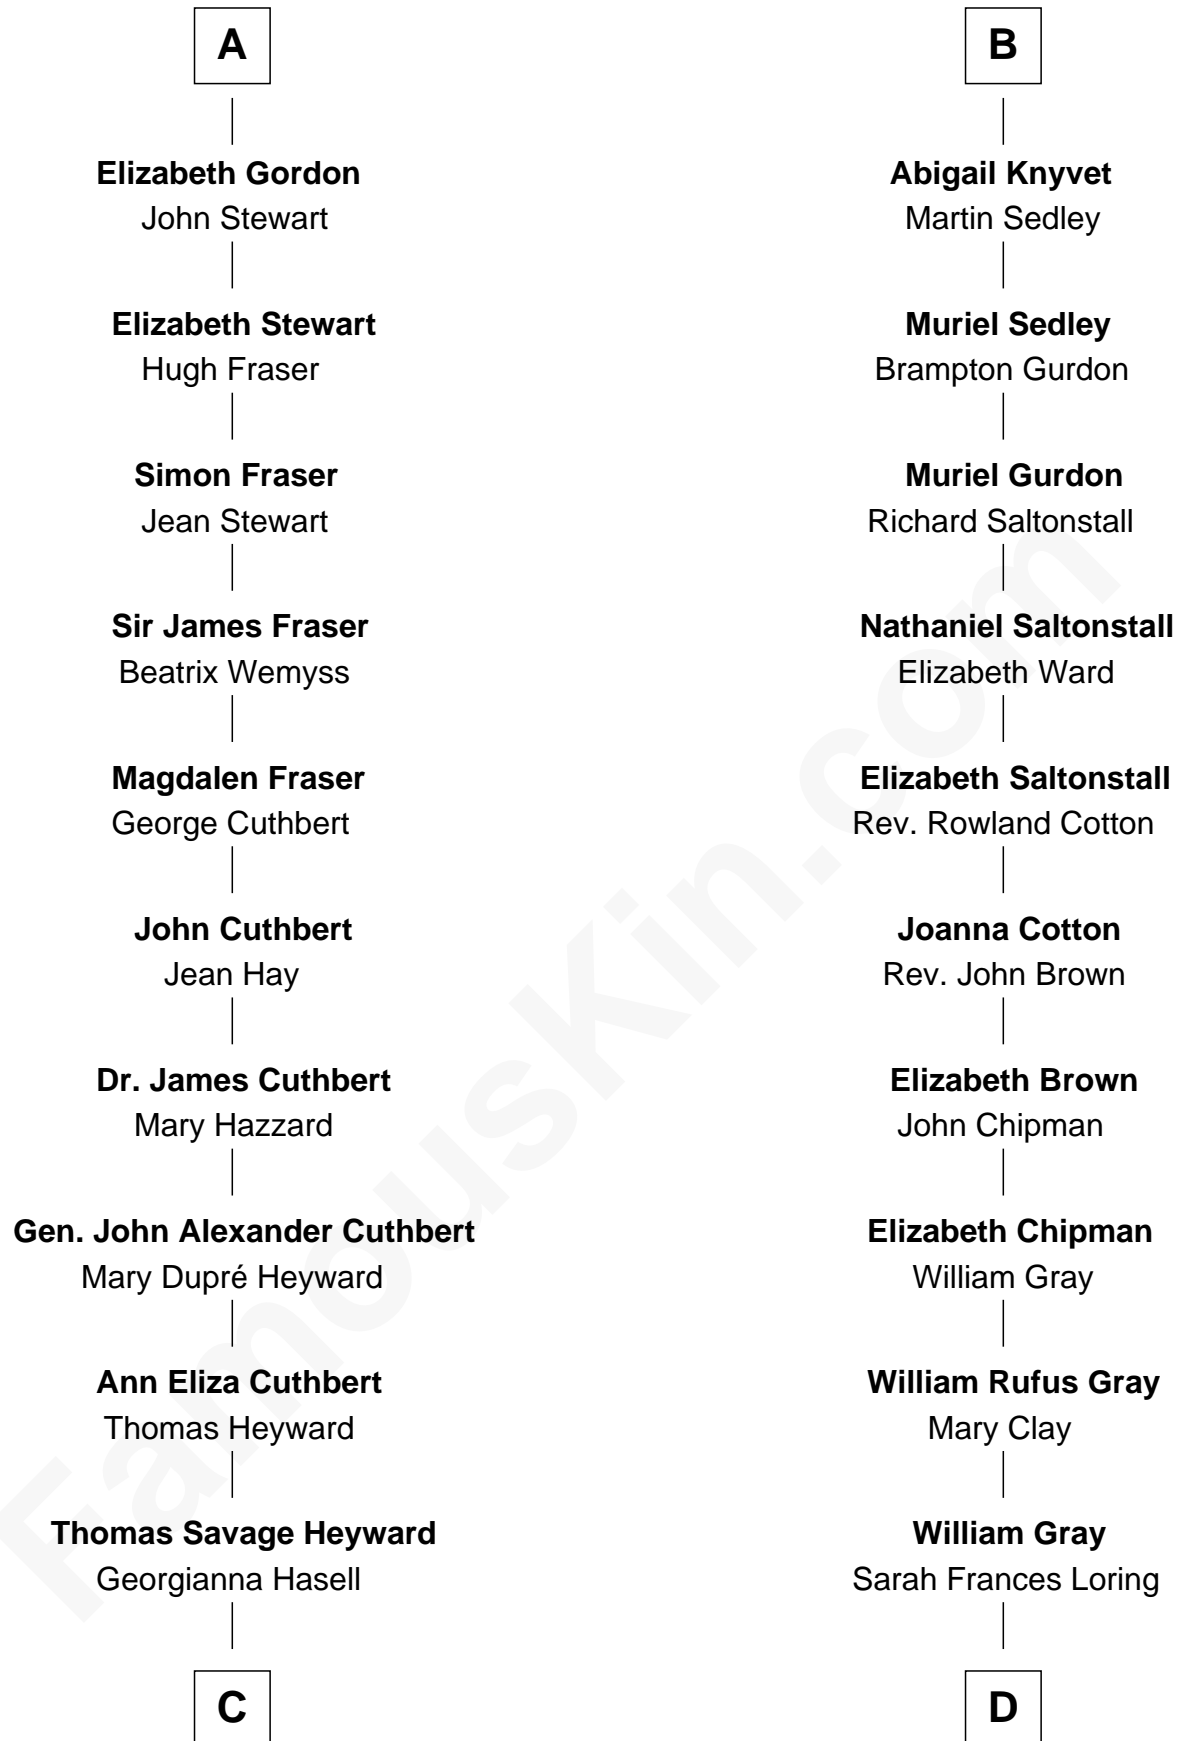 A
Elizabeth Gordon
John Stewart
Elizabeth Stewart
Hugh Fraser
Simon Fraser
Jean Stewart
Sir James Fraser
Beatrix Wemyss
Magdalen Fraser
George Cuthbert
John Cuthbert
Jean Hay
Dr. James Cuthbert
Mary Hazzard
Gen. John Alexander Cuthbert
Mary Dupré Heyward
Ann Eliza Cuthbert
Thomas Heyward
Thomas Savage Heyward
Georgianna Hasell
C
B
Abigail Knyvet
Martin Sedley
Muriel Sedley
Brampton Gurdon
Muriel Gurdon
Richard Saltonstall
Nathaniel Saltonstall
Elizabeth Ward
Elizabeth Saltonstall
Rev. Rowland Cotton
Joanna Cotton
Rev. John Brown
Elizabeth Brown
John Chipman
Elizabeth Chipman
William Gray
William Rufus Gray
Mary Clay
William Gray
Sarah Frances Loring
D
FamousKin.com